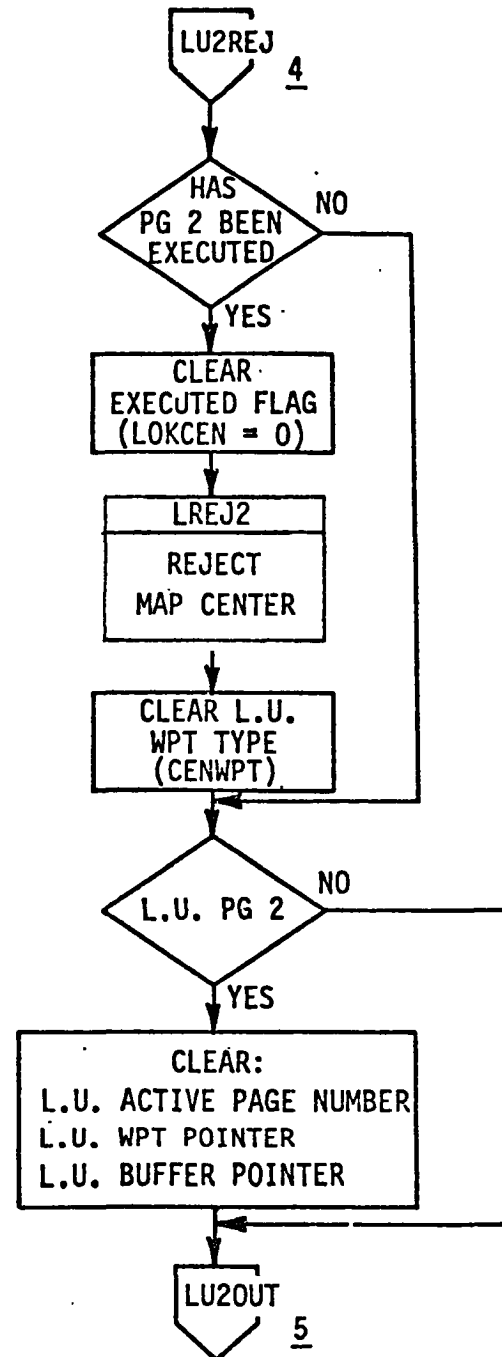 LU2REJ
4
HAS
PG 2 BEEN
EXECUTED
NO
YES
CLEAR
EXECUTED FLAG
(LOKCEN = 0)
LREJ2
REJECT
MAP CENTER
CLEAR L.U.
WPT TYPE
(CENWPT)
L.U. PG 2
NO
YES
CLEAR:
L.U. ACTIVE PAGE NUMBER
L.U. WPT POINTER
L.U. BUFFER POINTER
LU2OUT
5